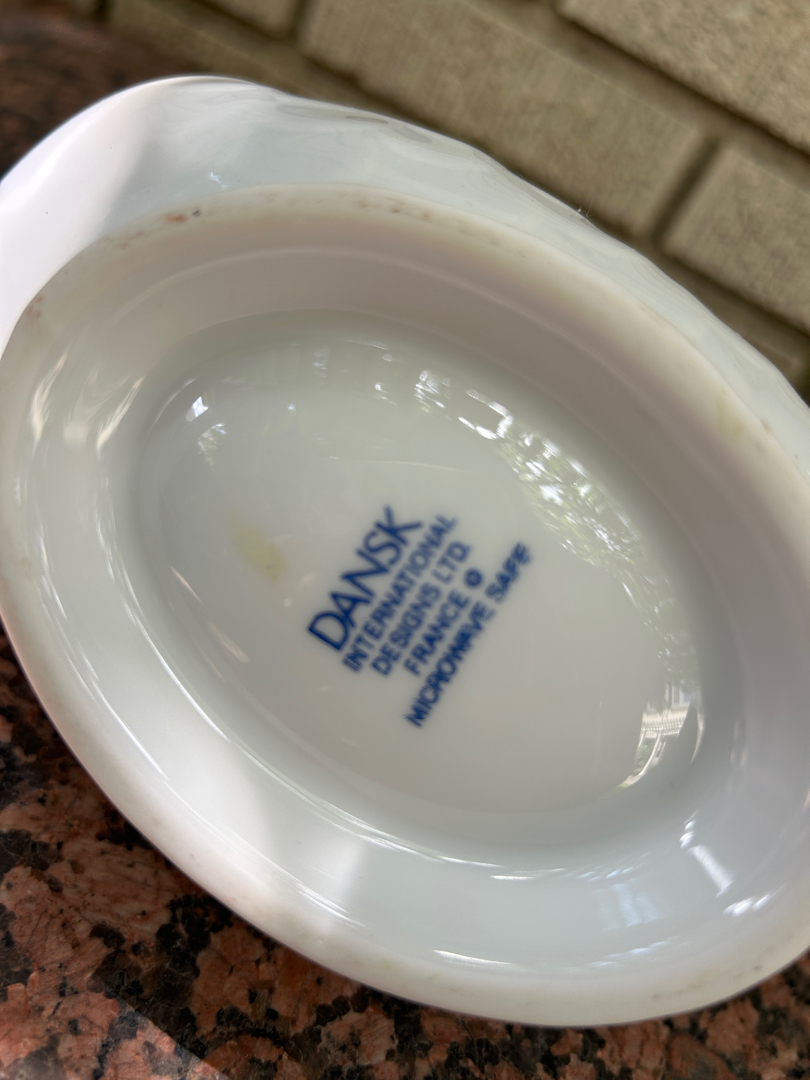 DANSK
INTERNATIONAL
DESIGNS LTD.
FRANCE ©
MICROWAVE SAFE